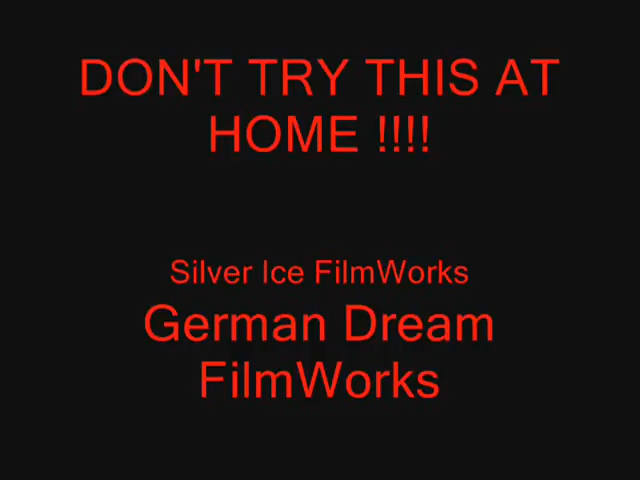 DON'T TRY THIS AT
HOME !!!!
Silver Ice FilmWorks
German Dream
FilmWorks